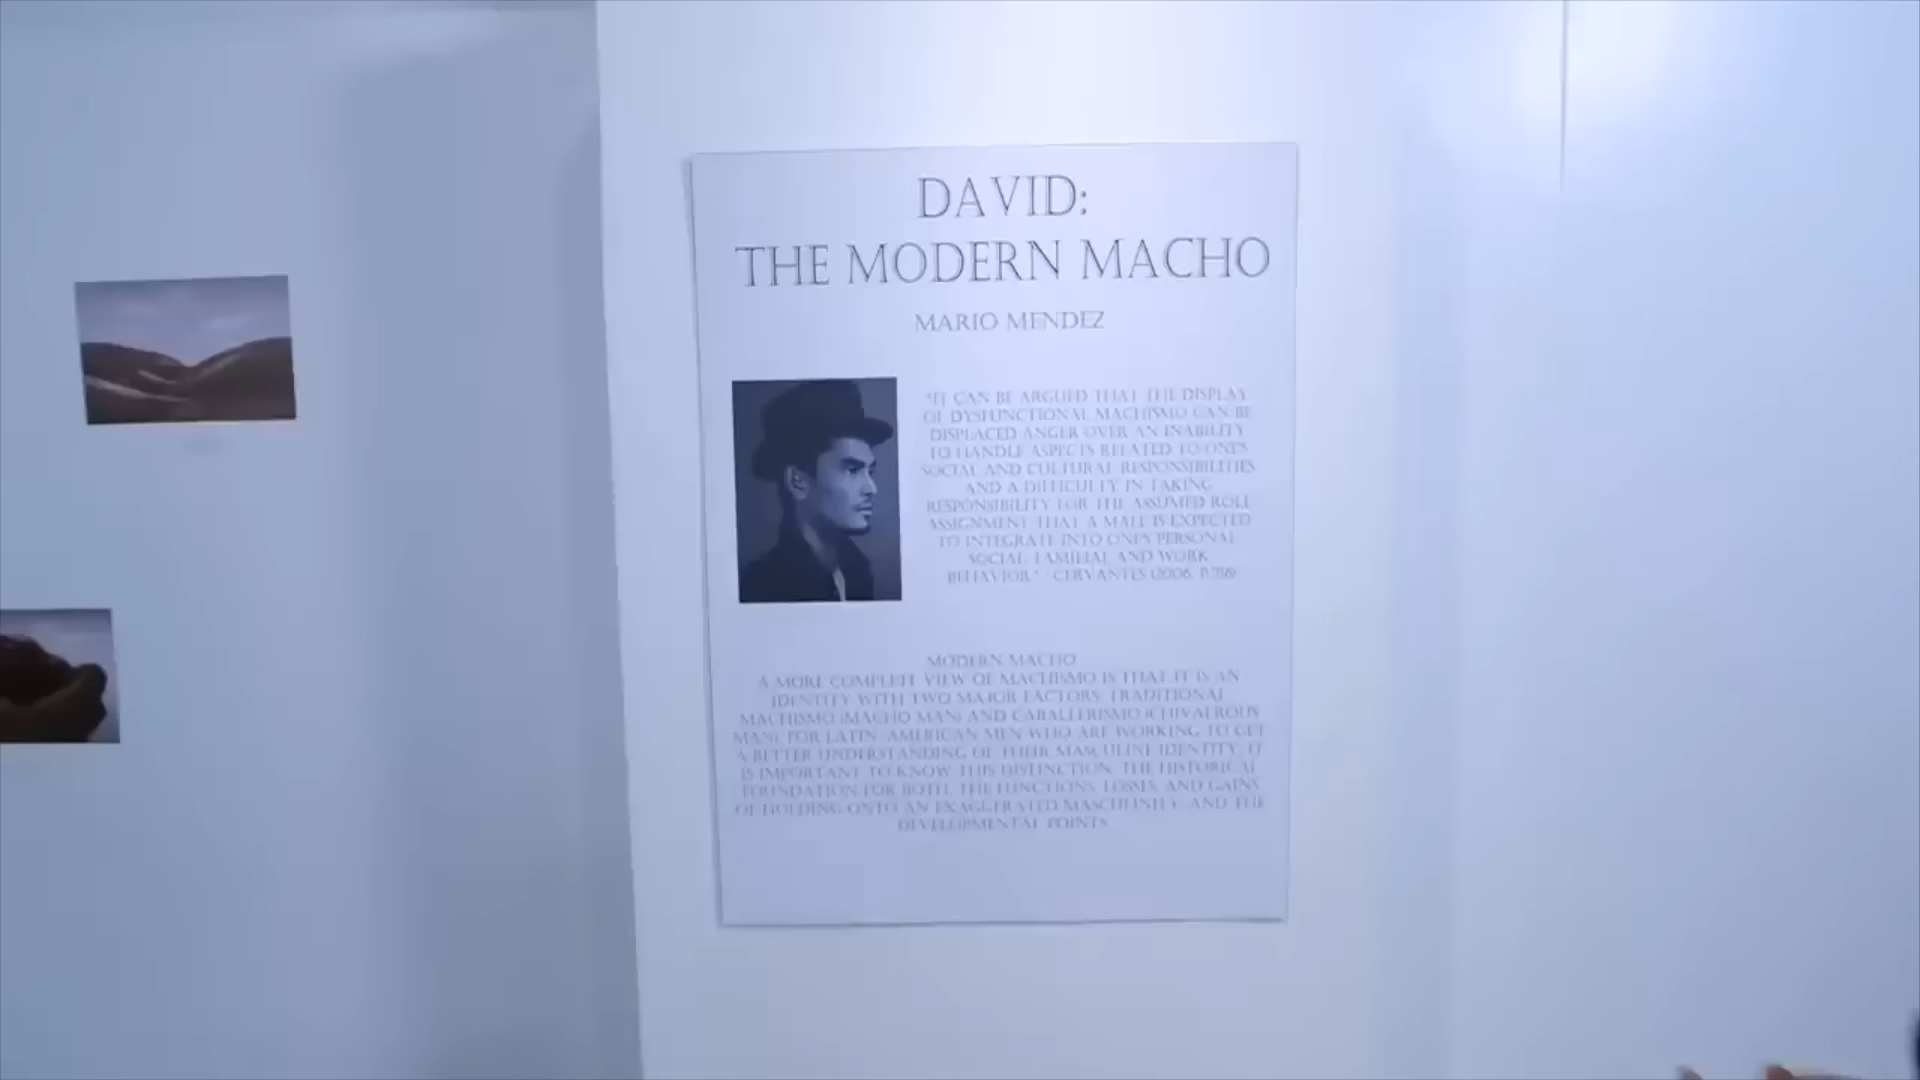 DAVID:
THE MODERN MACHO
MARIO MENDEZ
"IT CAN BE ARGUED THAT THE DISPLAY
OF DYSFUNCTIONAL MACHISMO CAN BE
DISPLACED ANGER OVER AN INABILITY
TO HANDLE ASPECTS RELATED TO ONE'S
SOCIAL AND CULTURAL RESPONSIBILITIES
AND A DIFFICULTY IN TAKING
RESPONSIBILITY FOR THE ASSUMED ROLE
ASSIGNMENT THAT A MALE IS EXPECTED
TO INTEGRATE INTO ONE'S PERSONAL
SOCIAL, FAMILIAL AND WORK
BEHAVIOR." - CERVANTES (2006,
MODERN MACHO
A MORE COMPLETE VIEW OF MACHISMO IS THAT IT IS AN
IDENTITY WITH TWO MAJOR FACTORS: TRADITIONAL
MACHISMO (MACHO MAN) AND CABALLERISMO (CHIVALROUS
MAN). FOR LATIN-AMERICAN MEN WHO ARE WORKING TO GET
A BETTER UNDERSTANDING OF THEIR MASCULINE IDENTITY, IT
IS IMPORTANT TO KNOW THIS DISTINCTION, THE HISTORICAL
FOUNDATION FOR BOTH, THE FUNCTIONS, LOSSES, AND GAINS
OF HOLDING ONTO AN EXAGGERATED MASCULINITY, AND THE
DEVELOPMENTAL POINTS